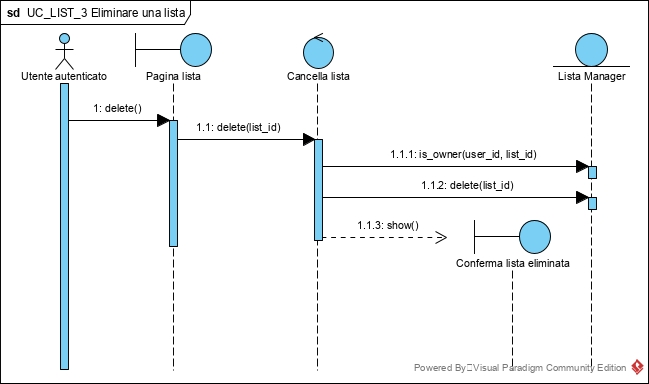 sd UC_LIST_3 Eliminare una lista
Utente autenticato
Pagina lista
Cancella lista
Lista Manager
1: delete()
1.1: delete(list_id)
1.1.1: is_owner(user_id, list_id)
1.1.2: delete(list_id)
1.1.3: show()
Conferma lista eliminata
Powered By Visual Paradigm Community Edition